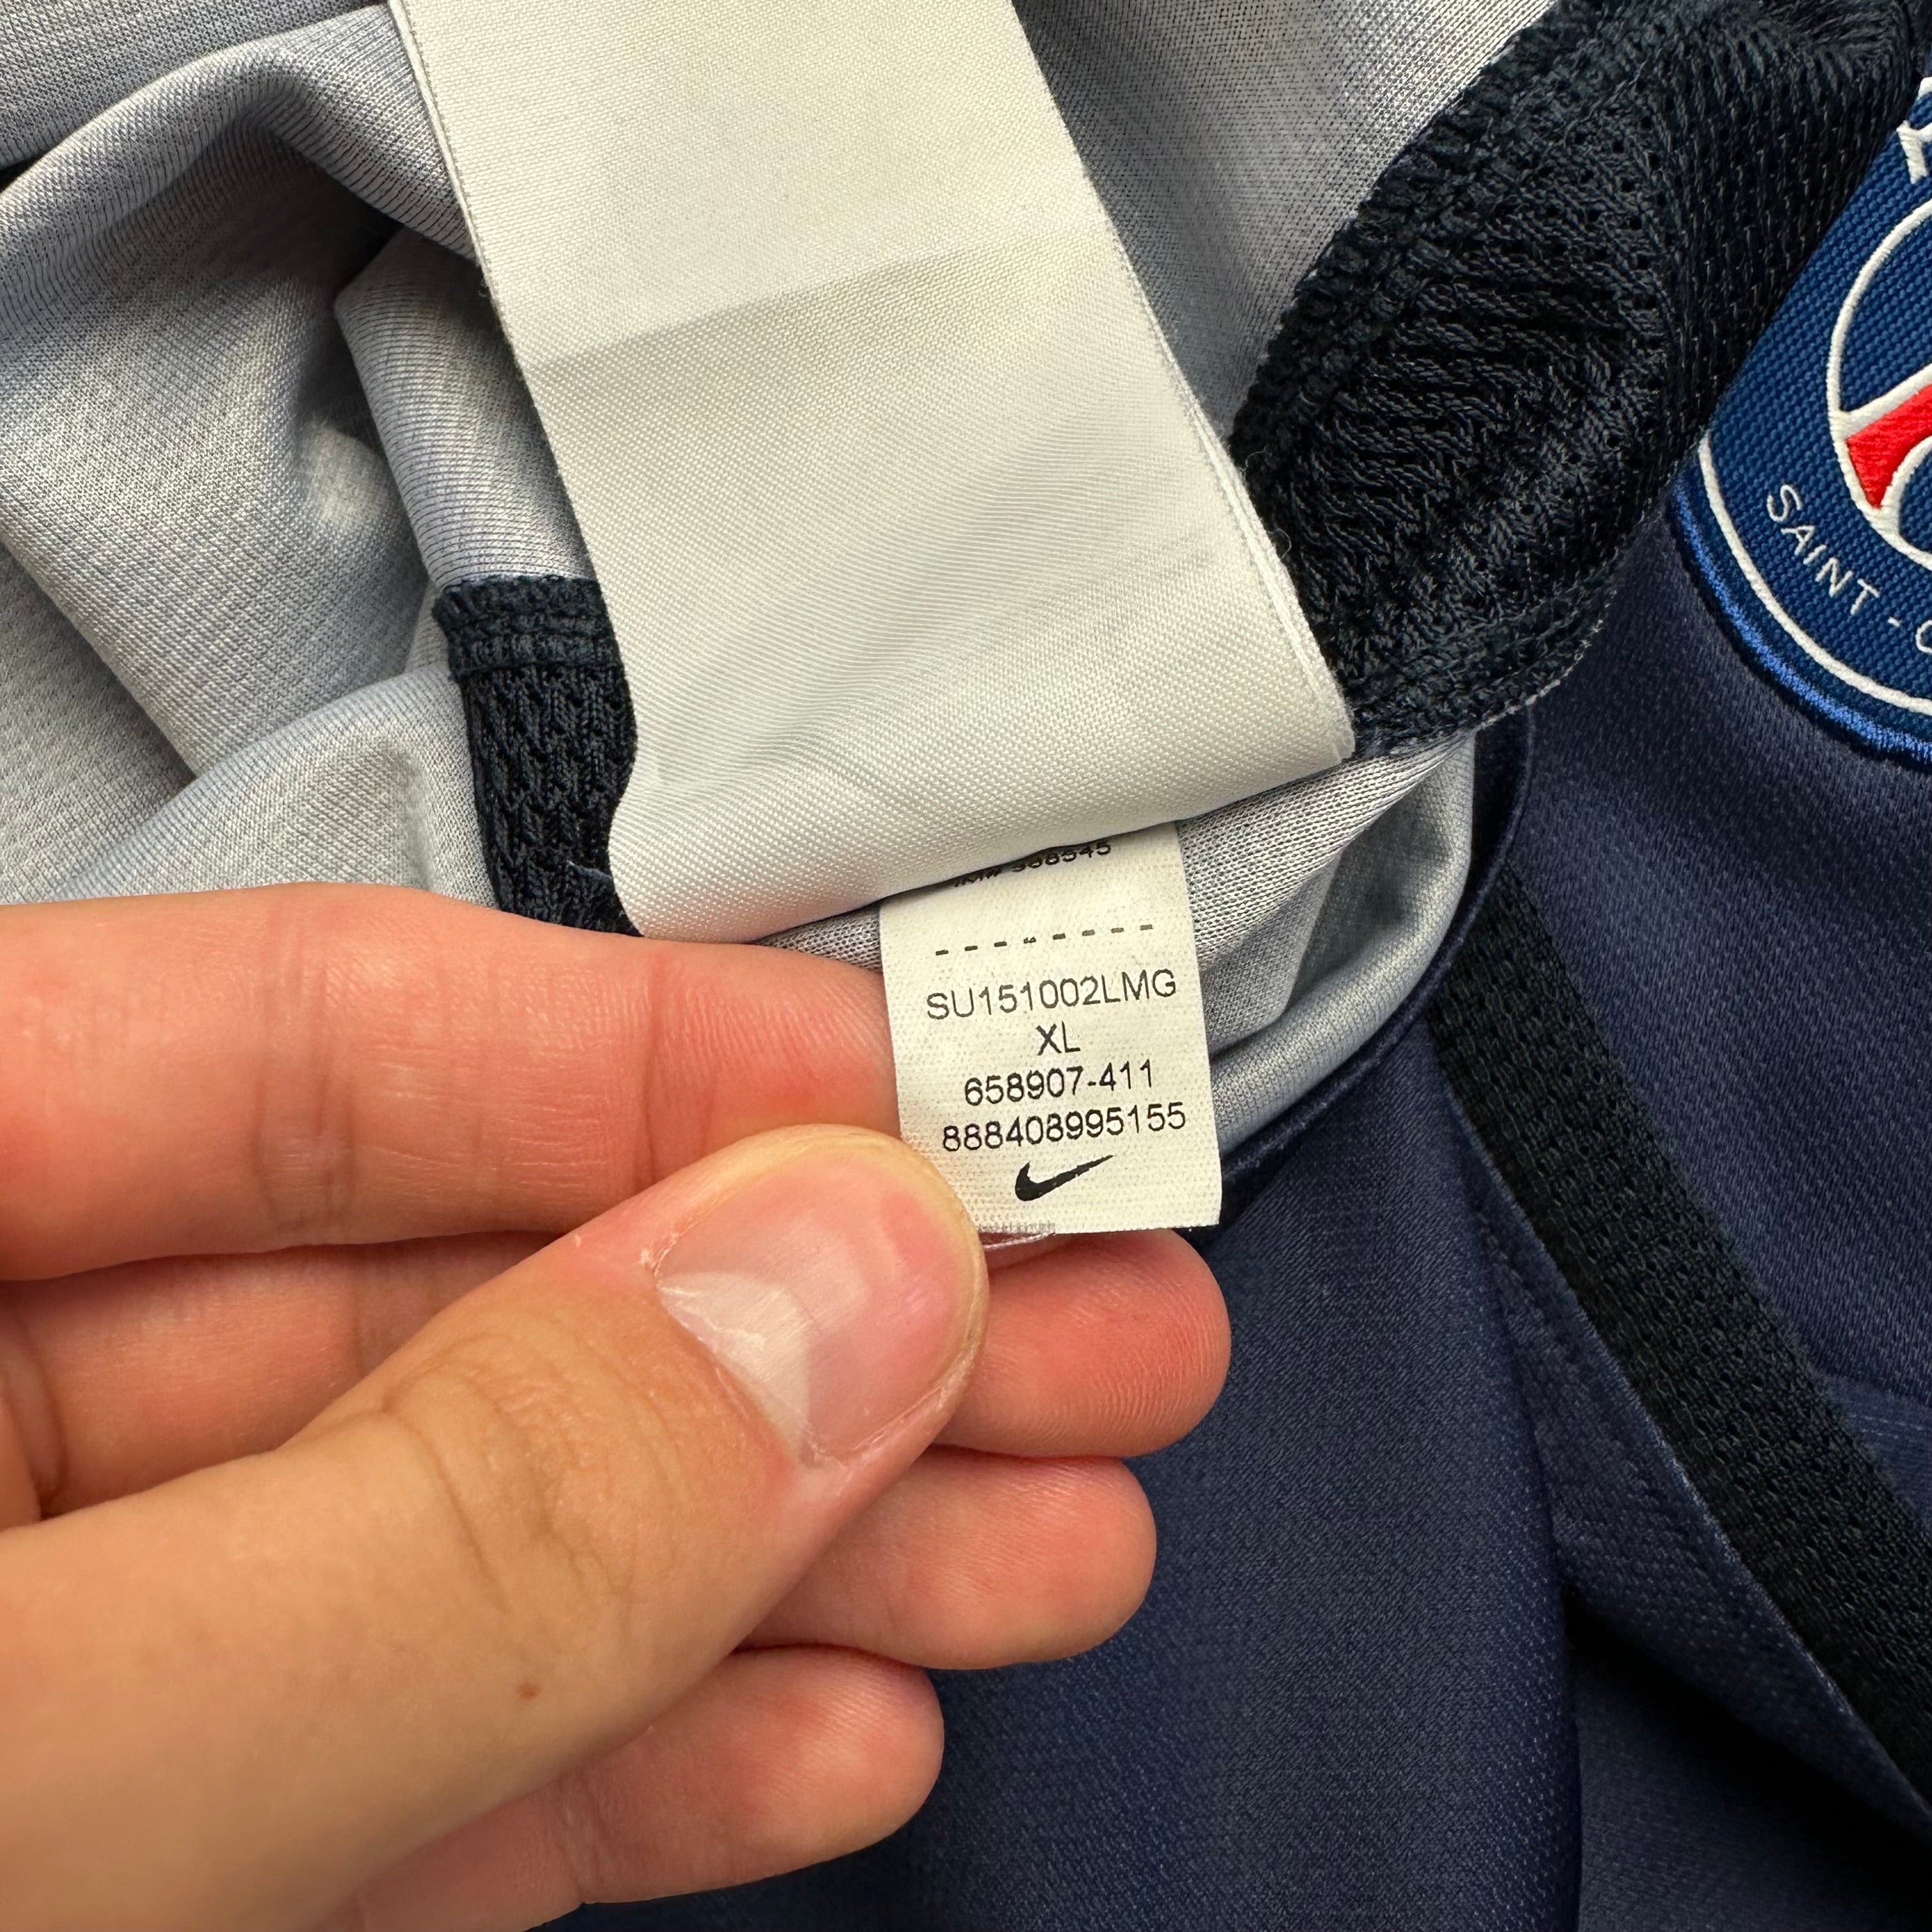 SU151002LMG
XL
658907-411
888408995155
SAINT -